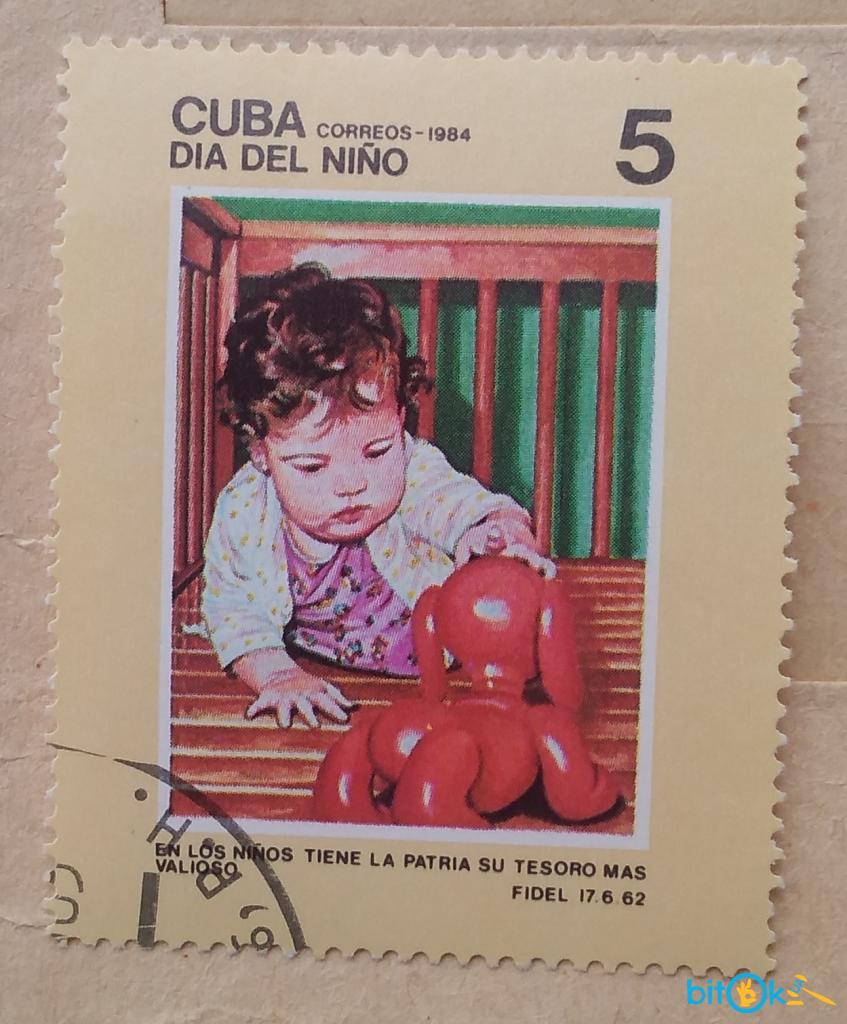 CUBA CORREOS-1984 5
DIA DEL NIÑO
EN LOS NIÑOS TIENE LA PATRIA SU TESORO MAS
VALIOSO
FIDEL 17.6.62
bitOk